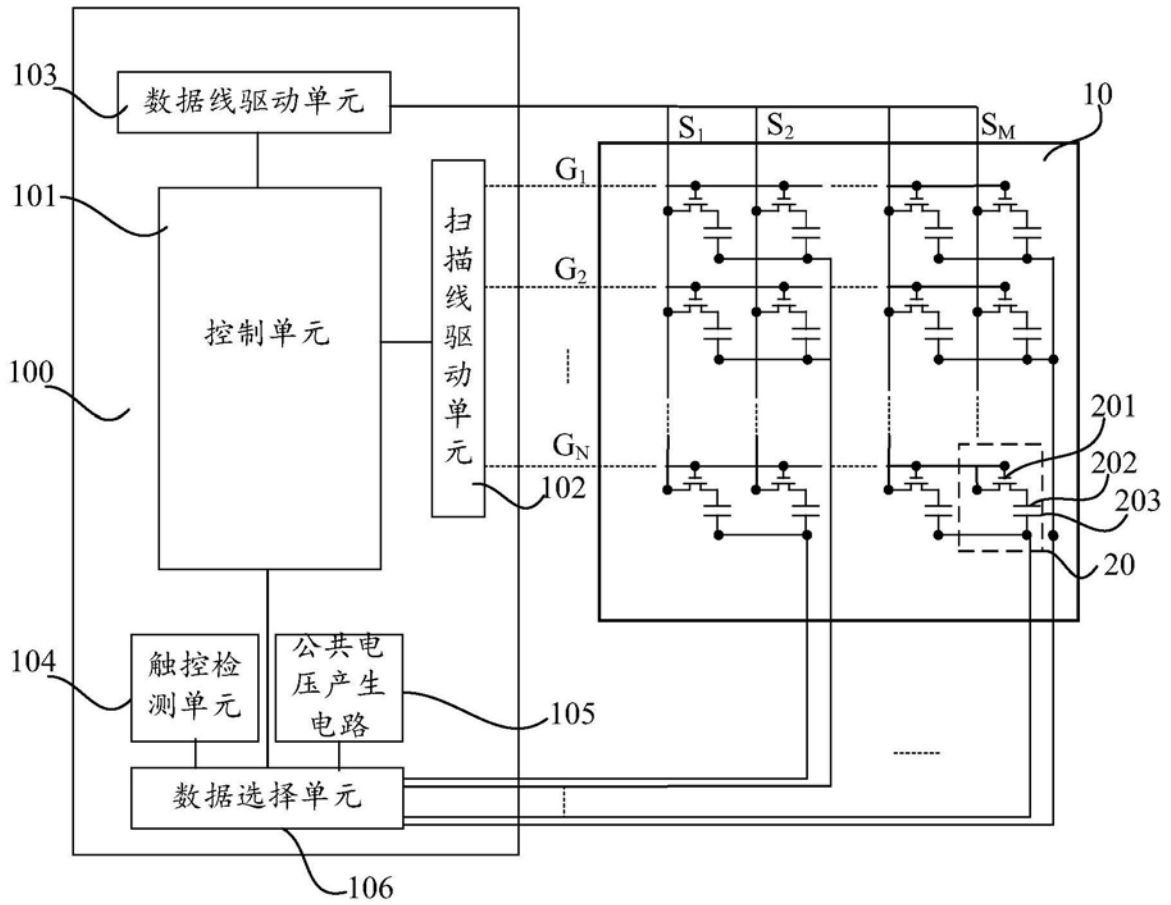 103
数据线驱动单元
S₁
S₂
S_M
10
101
控制单元
扫描线驱动单元
G₁
G₂
G_N
100
102
201
202
203
20
104
触控检
测单元
公共电
压产生
电路
105
数据选择单元
106